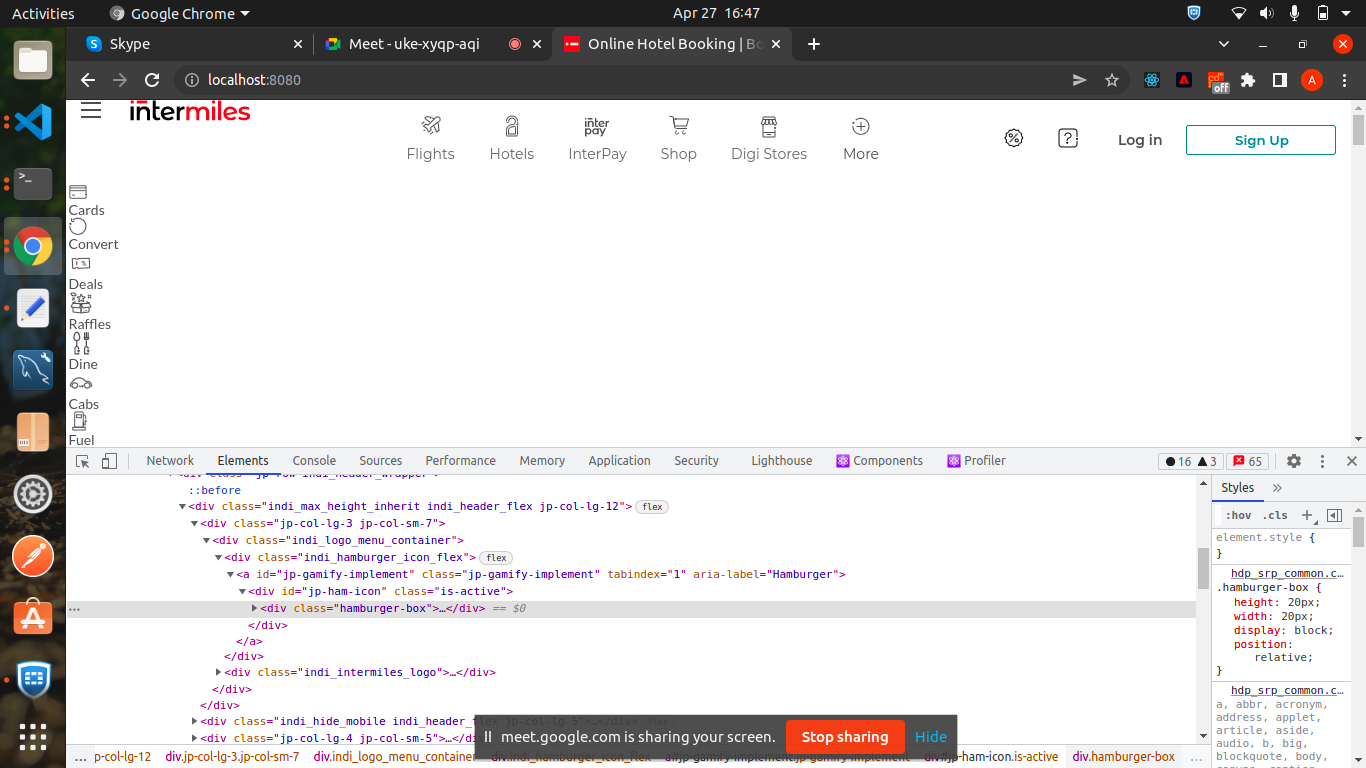 Activities
Google Chrome
Apr 27 16:47
Skype
Meet - uke-xyqp-aqi
Online Hotel Booking | Bo
localhost:8080
off
A
intermiles
Flights
Hotels
inter
pay
InterPay
Shop
Digi Stores
More
Log in
Sign Up
Cards
Convert
Deals
Raffles
Dine
Cabs
Fuel
Network
Elements
Console
Sources
Performance
Memory
Application
Security
Lighthouse
Components
Profiler
16
3
65
::before
<div class="indi_max_height_inherit indi_header_flex jp-col-lg-12"> flex
<div class="jp-col-lg-3 jp-col-sm-7">
<div class="indi_logo_menu_container">
<div class="indi_hamburger_icon_flex"> flex
<a id="jp-gamify-implement" class="jp-gamify-implement" tabindex="1" aria-label="Hamburger">
<div id="jp-ham-icon" class="is-active">
<div class="hamburger-box">…</div> == $0
</div>
</a>
</div>
<div class="indi_intermiles_logo">…</div>
</div>
</div>
<div class="indi_hide_mobile indi_header_flex jp-col-lg-5">…</div> flex
<div class="jp-col-lg-4 jp-col-sm-5">…</div>
Styles
:hov .cls
element.style {
}
hdp_srp_common.c…
.hamburger-box {
height: 20px;
width: 20px;
display: block;
position:
relative;
}
hdp_srp_common.c…
a, abbr, acronym,
address, applet,
article, aside,
audio, b, big,
blockquote, body,
meet.google.com is sharing your screen.
Stop sharing
Hide
… p-col-lg-12 div.jp-col-lg-3.jp-col-sm-7 div.indi_logo_menu_container div.indi_hamburger_icon_flex a#jp-gamify-implement.jp-gamify-implement div#jp-ham-icon.is-active div.hamburger-box …